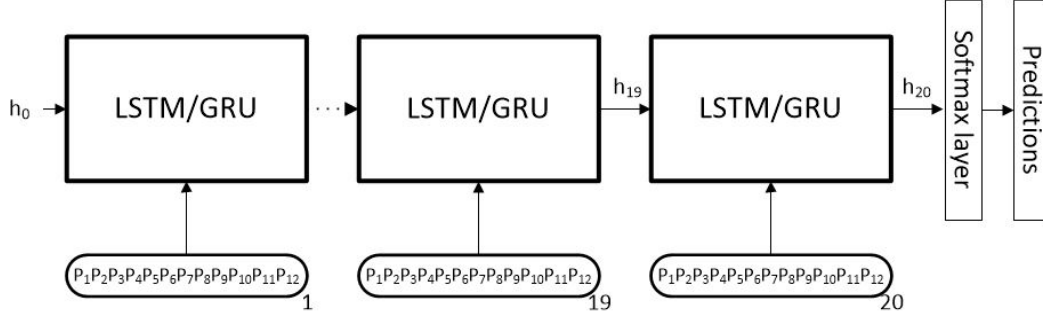 h₀
LSTM/GRU
. . .
LSTM/GRU
h₁₉
LSTM/GRU
h₂₀
Softmax layer
Predictions
P₁P₂P₃P₄P₅P₆P₇P₈P₉P₁₀P₁₁P₁₂
1
P₁P₂P₃P₄P₅P₆P₇P₈P₉P₁₀P₁₁P₁₂
19
P₁P₂P₃P₄P₅P₆P₇P₈P₉P₁₀P₁₁P₁₂
20